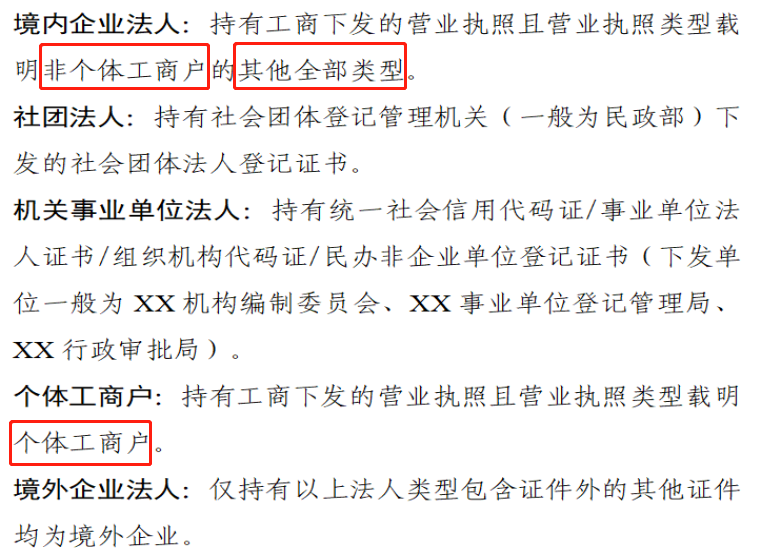 境内企业法人：持有工商下发的营业执照且营业执照类型载
明非个体工商户的其他全部类型。
社团法人：持有社会团体登记管理机关（一般为民政部）下
发的社会团体法人登记证书。
机关事业单位法人：持有统一社会信用代码证/事业单位法
人证书/组织机构代码证/民办非企业单位登记证书（下发单
位一般为 XX 机构编制委员会、XX 事业单位登记管理局、
XX 行政审批局）。
个体工商户：持有工商下发的营业执照且营业执照类型载明
个体工商户。
境外企业法人：仅持有以上法人类型包含证件外的其他证件
均为境外企业。